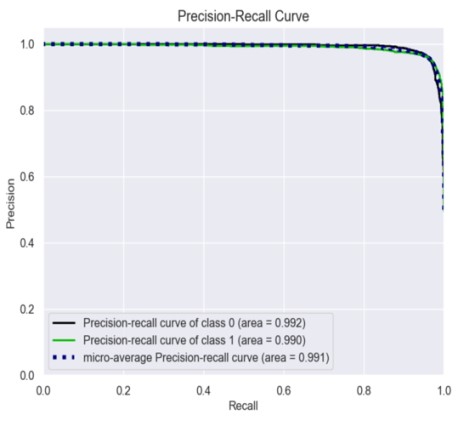 Precision-Recall Curve
1.0
0.8
0.6
0.4
0.2
0.0
Precision
Precision-recall curve of class 0 (area = 0.992)
Precision-recall curve of class 1 (area = 0.990)
micro-average Precision-recall curve (area = 0.991)
0.0 0.2 0.4 0.6 0.8 1.0
Recall